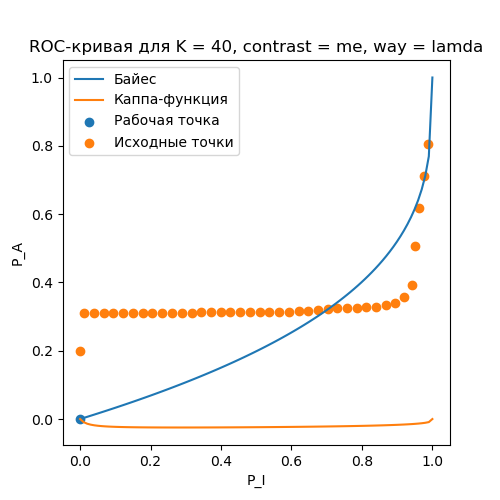 ROC-кривая для K = 40, contrast = me, way = lamda
1.0
0.8
0.6
0.4
0.2
0.0
P_A
Байес
Каппа-функция
Рабочая точка
Исходные точки
0.0 0.2 0.4 0.6 0.8 1.0
P_I